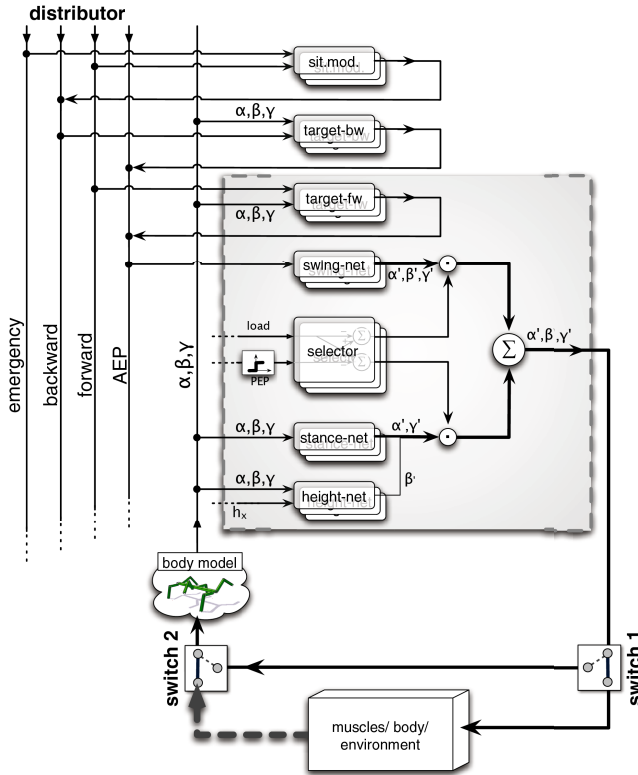 distributor
sit.mod.
α,β,γ
target-bw
target-fw
α,β,γ
swing-net
α',β',γ'
load
selector
PEP
Σ
α',β,γ'
emergency
backward
forward
AEP
α,β,γ
α,β,γ
stance-net
α',γ'
β'
α,β,γ
height-net
hx
body model
switch 2
switch 1
muscles/ body/
environment